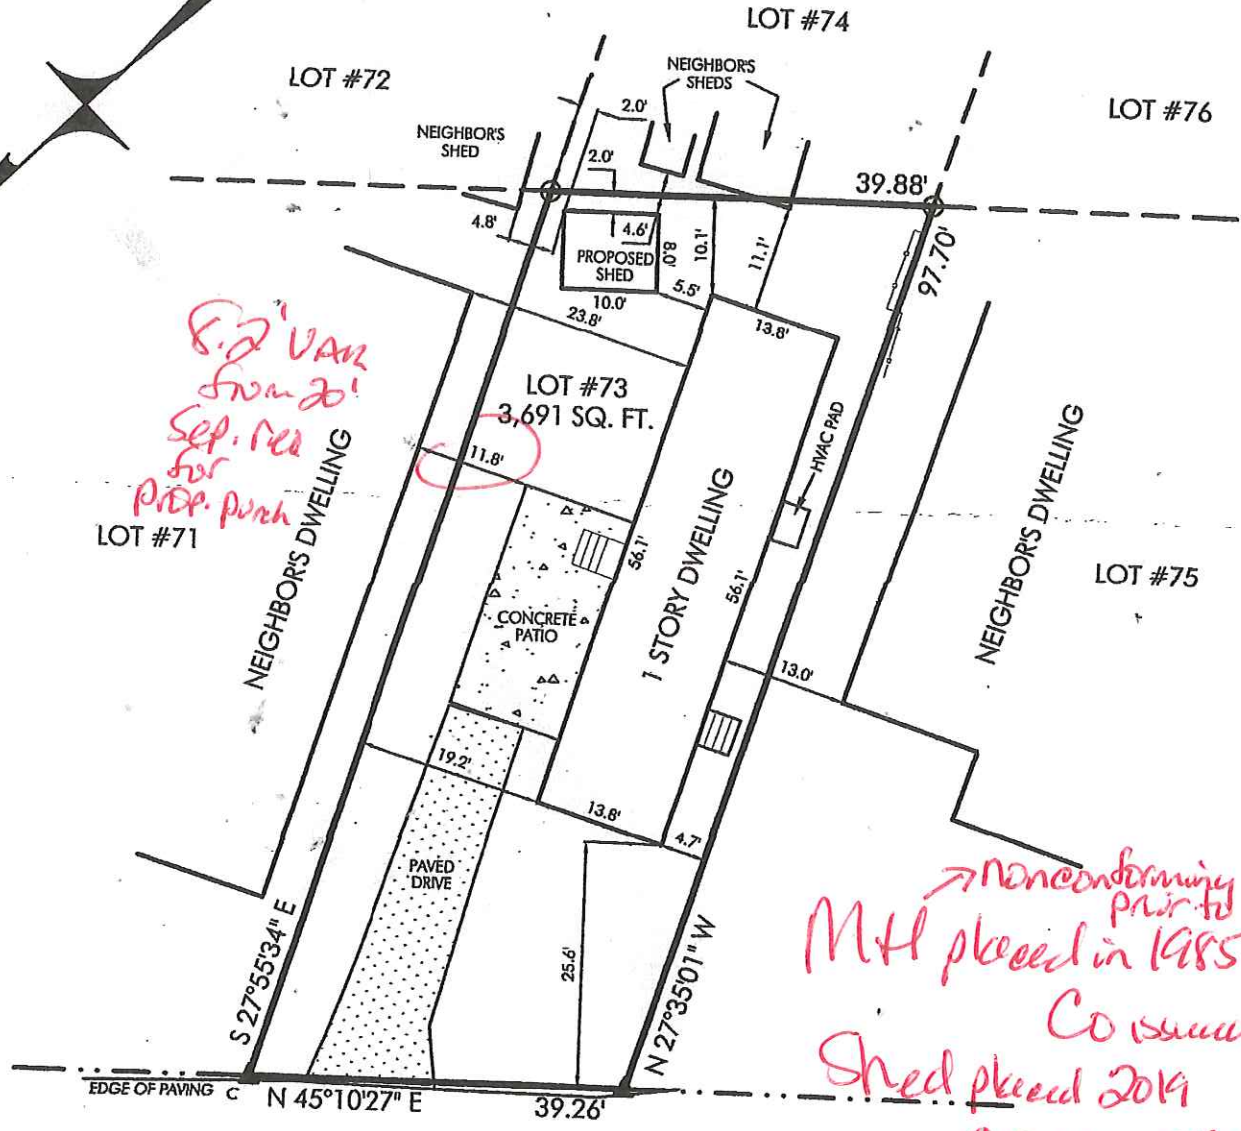 LOT #74
LOT #72
NEIGHBOR'S
SHEDS
LOT #76
2.0'
NEIGHBOR'S
SHED
2.0'
39.88'
4.8'
4.6'
8.0'
10.1'
11.1'
97.70'
PROPOSED
SHED
10.0'
5.5'
23.8'
13.8'
8.2' VAR
from 20'
Sep. req
for
prop. porch
LOT #73
3,691 SQ. FT.
11.8'
HVAC PAD
LOT #71
NEIGHBOR'S DWELLING
56.1'
1 STORY DWELLING
56.1'
NEIGHBOR'S DWELLING
LOT #75
CONCRETE
PATIO
13.0'
19.2'
13.8'
4.7'
PAVED
DRIVE
25.6'
nonconforming
prior to
MH placed in 1985
CO issued
Shed placed 2019
S 27°55'34" E
N 27°35'01" W
EDGE OF PAVING C
N 45°10'27" E
39.26'